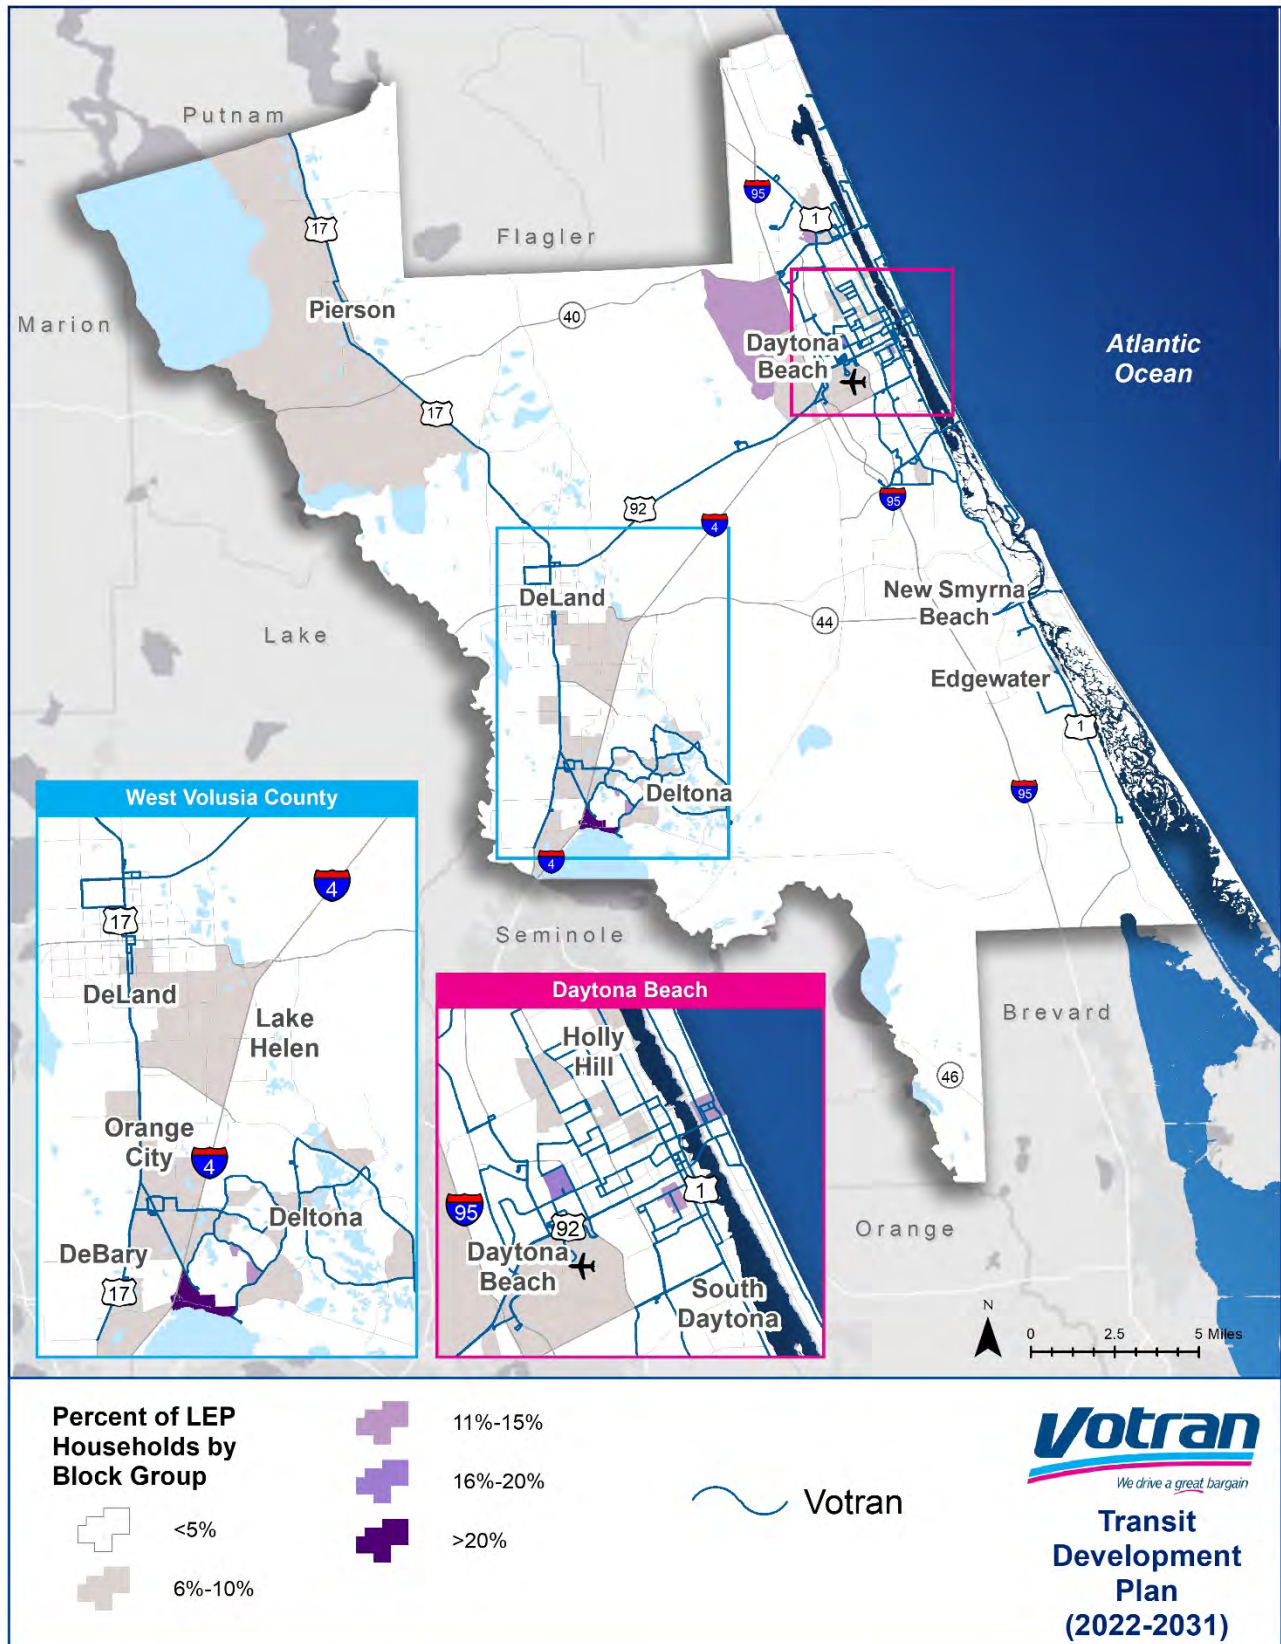 Putnam
95
1
17
Flagler
Marion
Pierson
40
Daytona
Beach
Atlantic
Ocean
17
92
4
95
DeLand
New Smyrna
Beach
44
Lake
Edgewater
1
Deltona
95
4
Seminole
Brevard
46
Orange
West Volusia County
4
17
DeLand
Lake
Helen
Orange
City
4
Deltona
DeBary
17
Daytona Beach
Holly
Hill
1
95
92
Daytona
Beach
South
Daytona
N
0 2.5 5 Miles
Percent of LEP
Households by
Block Group
<5%
6%-10%
11%-15%
16%-20%
>20%
Votran
Votran
We drive a great bargain
Transit
Development
Plan
(2022-2031)